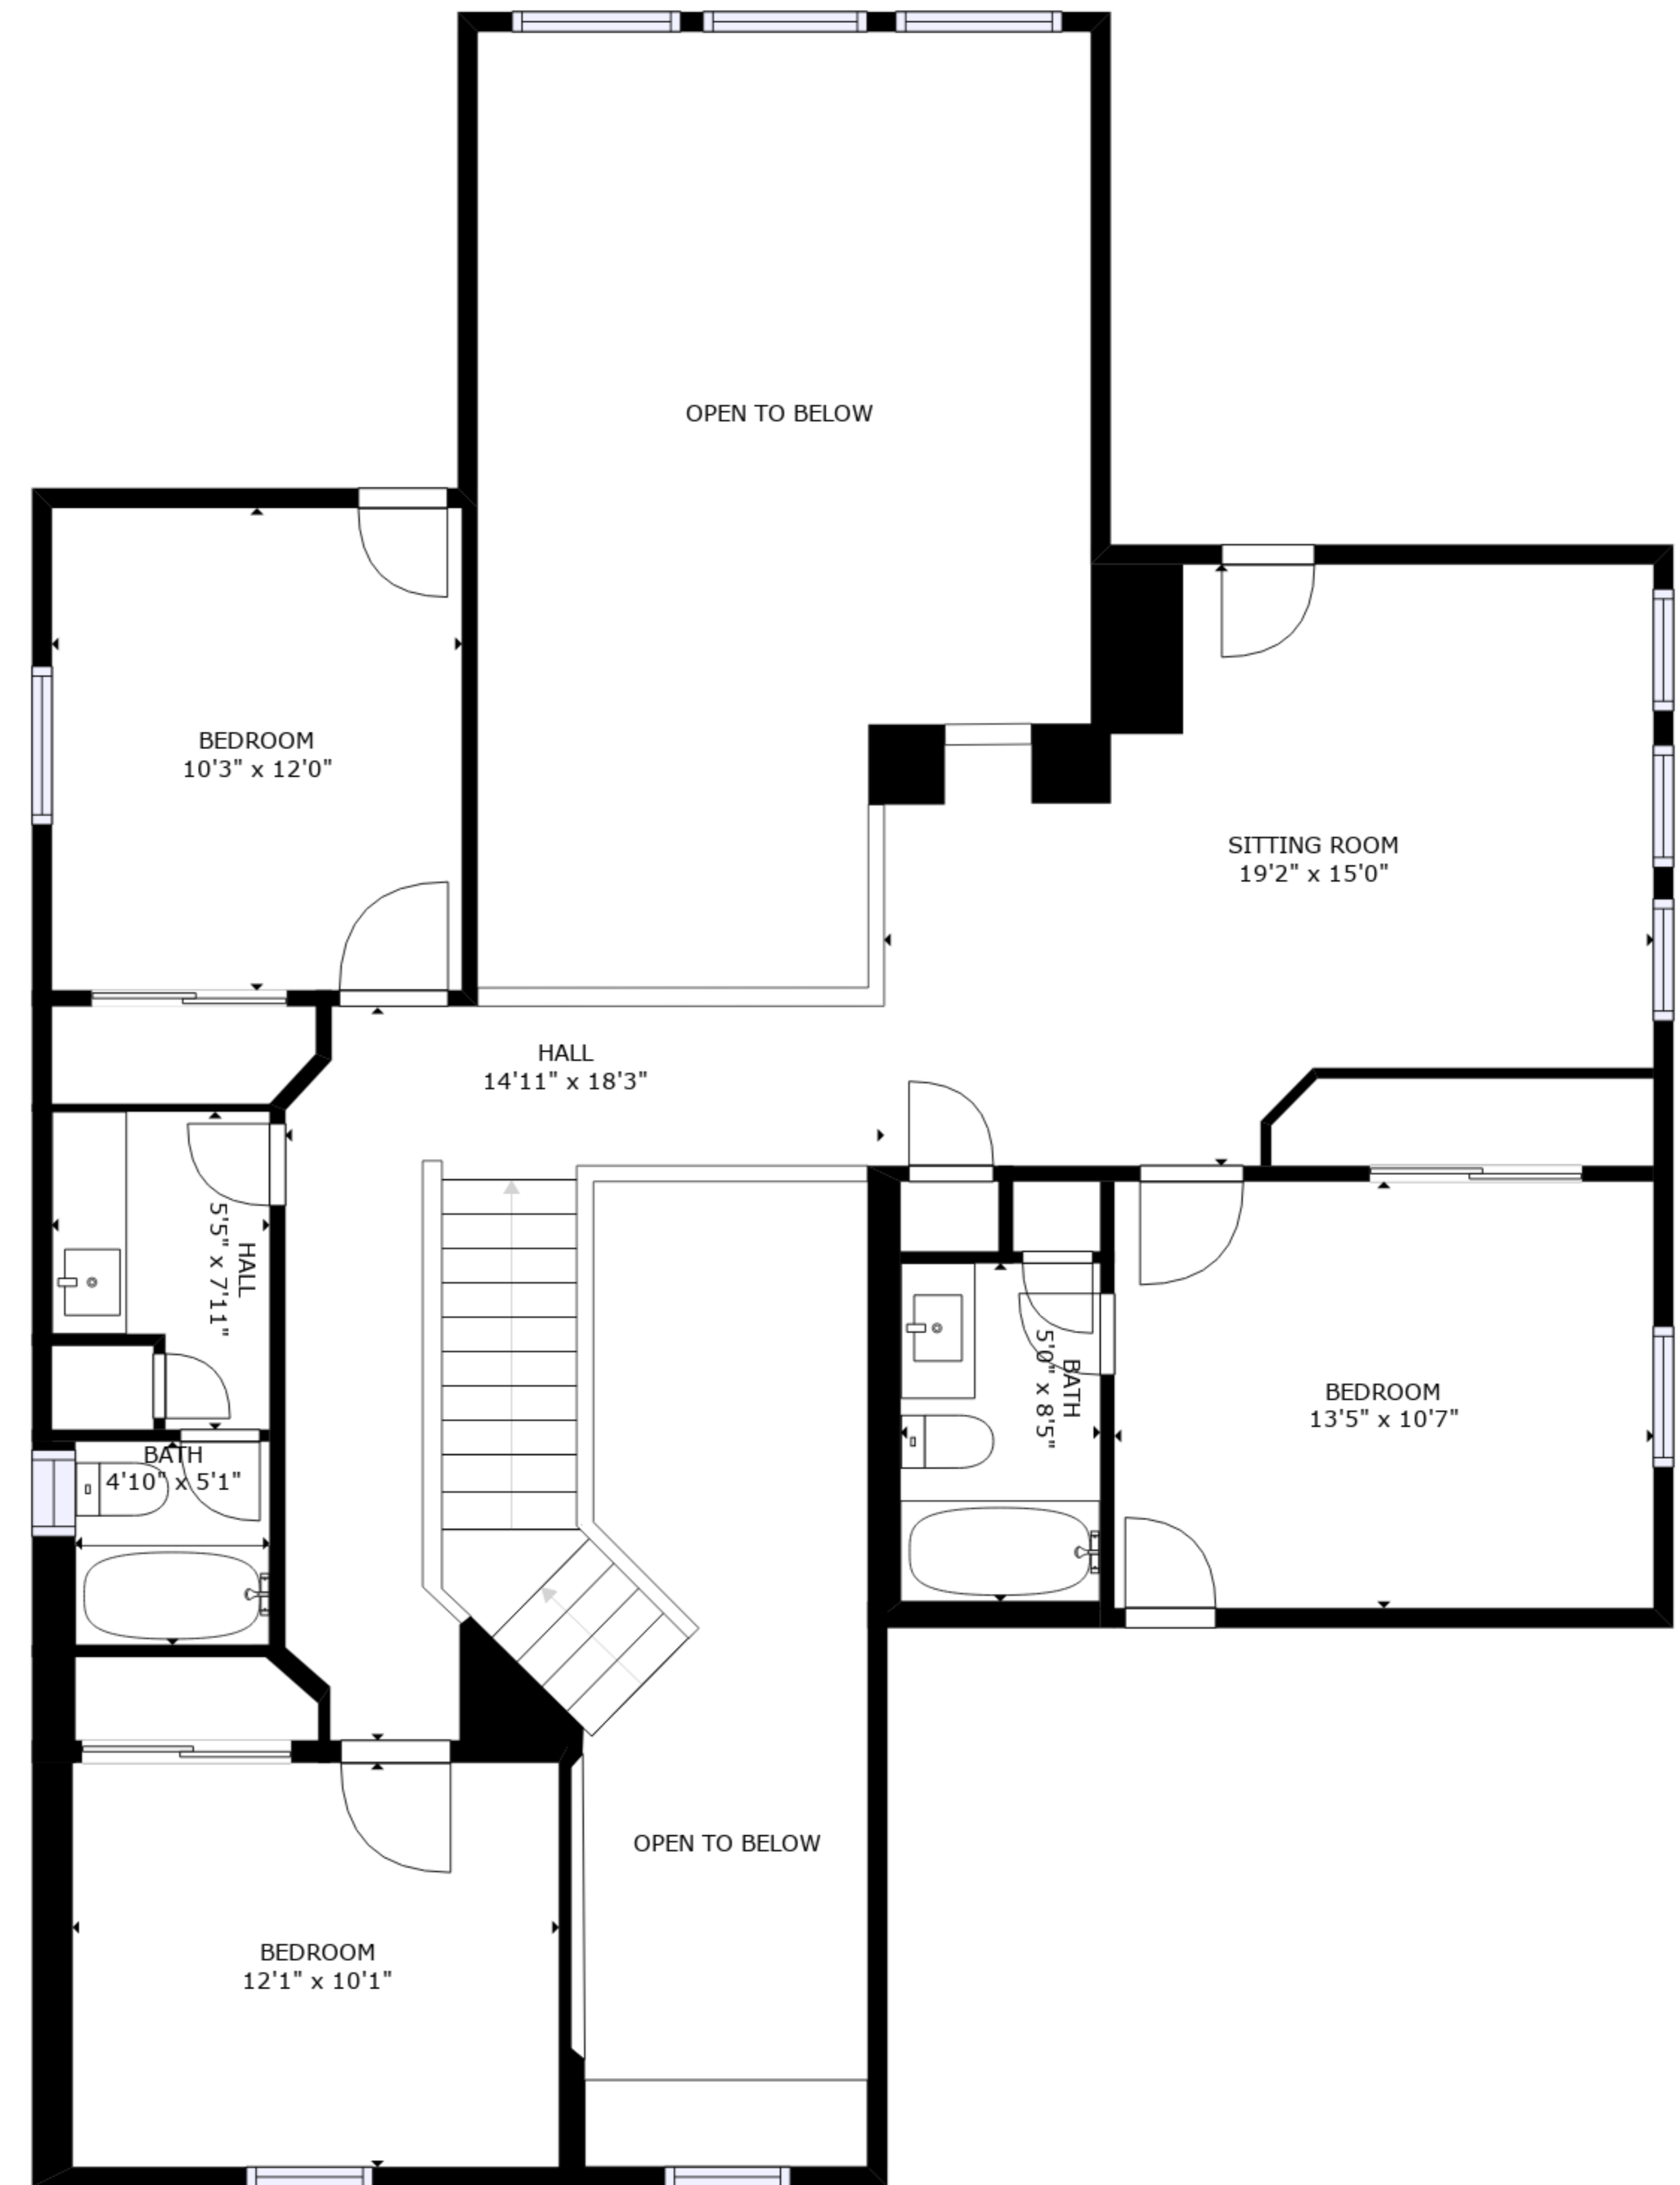 OPEN TO BELOW
BEDROOM
10'3" x 12'0"
SITTING ROOM
19'2" x 15'0"
HALL
14'11" x 18'3"
HALL
5'5" x 7'11"
BATH
5'0" x 8'5"
BEDROOM
13'5" x 10'7"
BATH
4'10" x 5'1"
OPEN TO BELOW
BEDROOM
12'1" x 10'1"